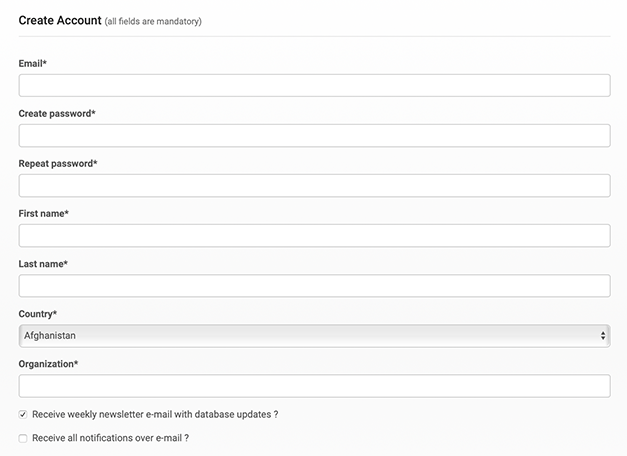 Create Account (all fields are mandatory)
Email*
Create password*
Repeat password*
First name*
Last name*
Country*
Afghanistan
Organization*
Receive weekly newsletter e-mail with database updates ?
Receive all notifications over e-mail ?